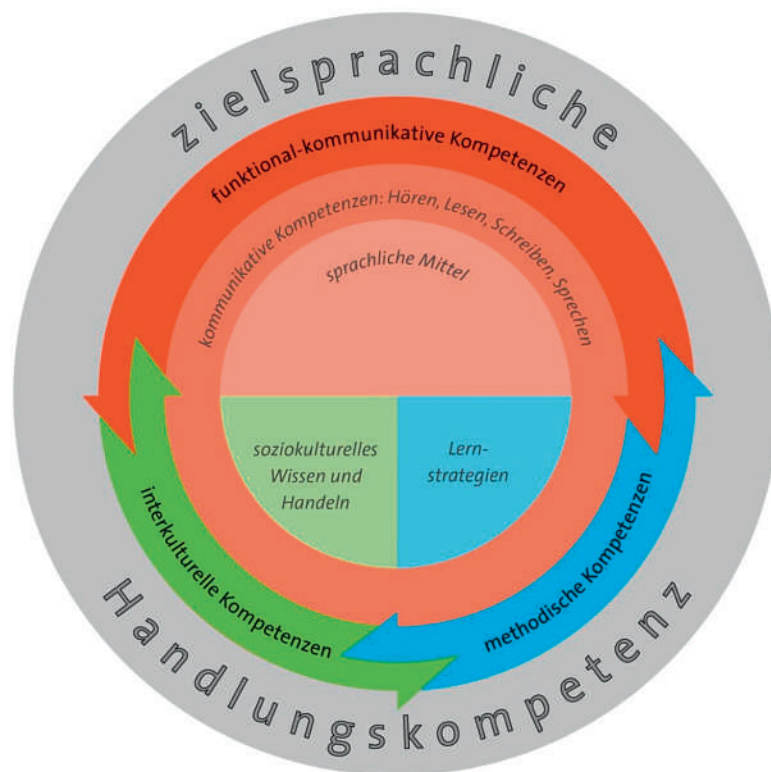 zielsprachliche
funktional-kommunikative Kompetenzen
kommunikative Kompetenzen: Hören, Lesen, Schreiben, Sprechen
sprachliche Mittel
soziokulturelles
Wissen und
Handeln
Lern-
strategien
interkulturelle Kompetenzen
methodische Kompetenzen
Handlungskompetenz